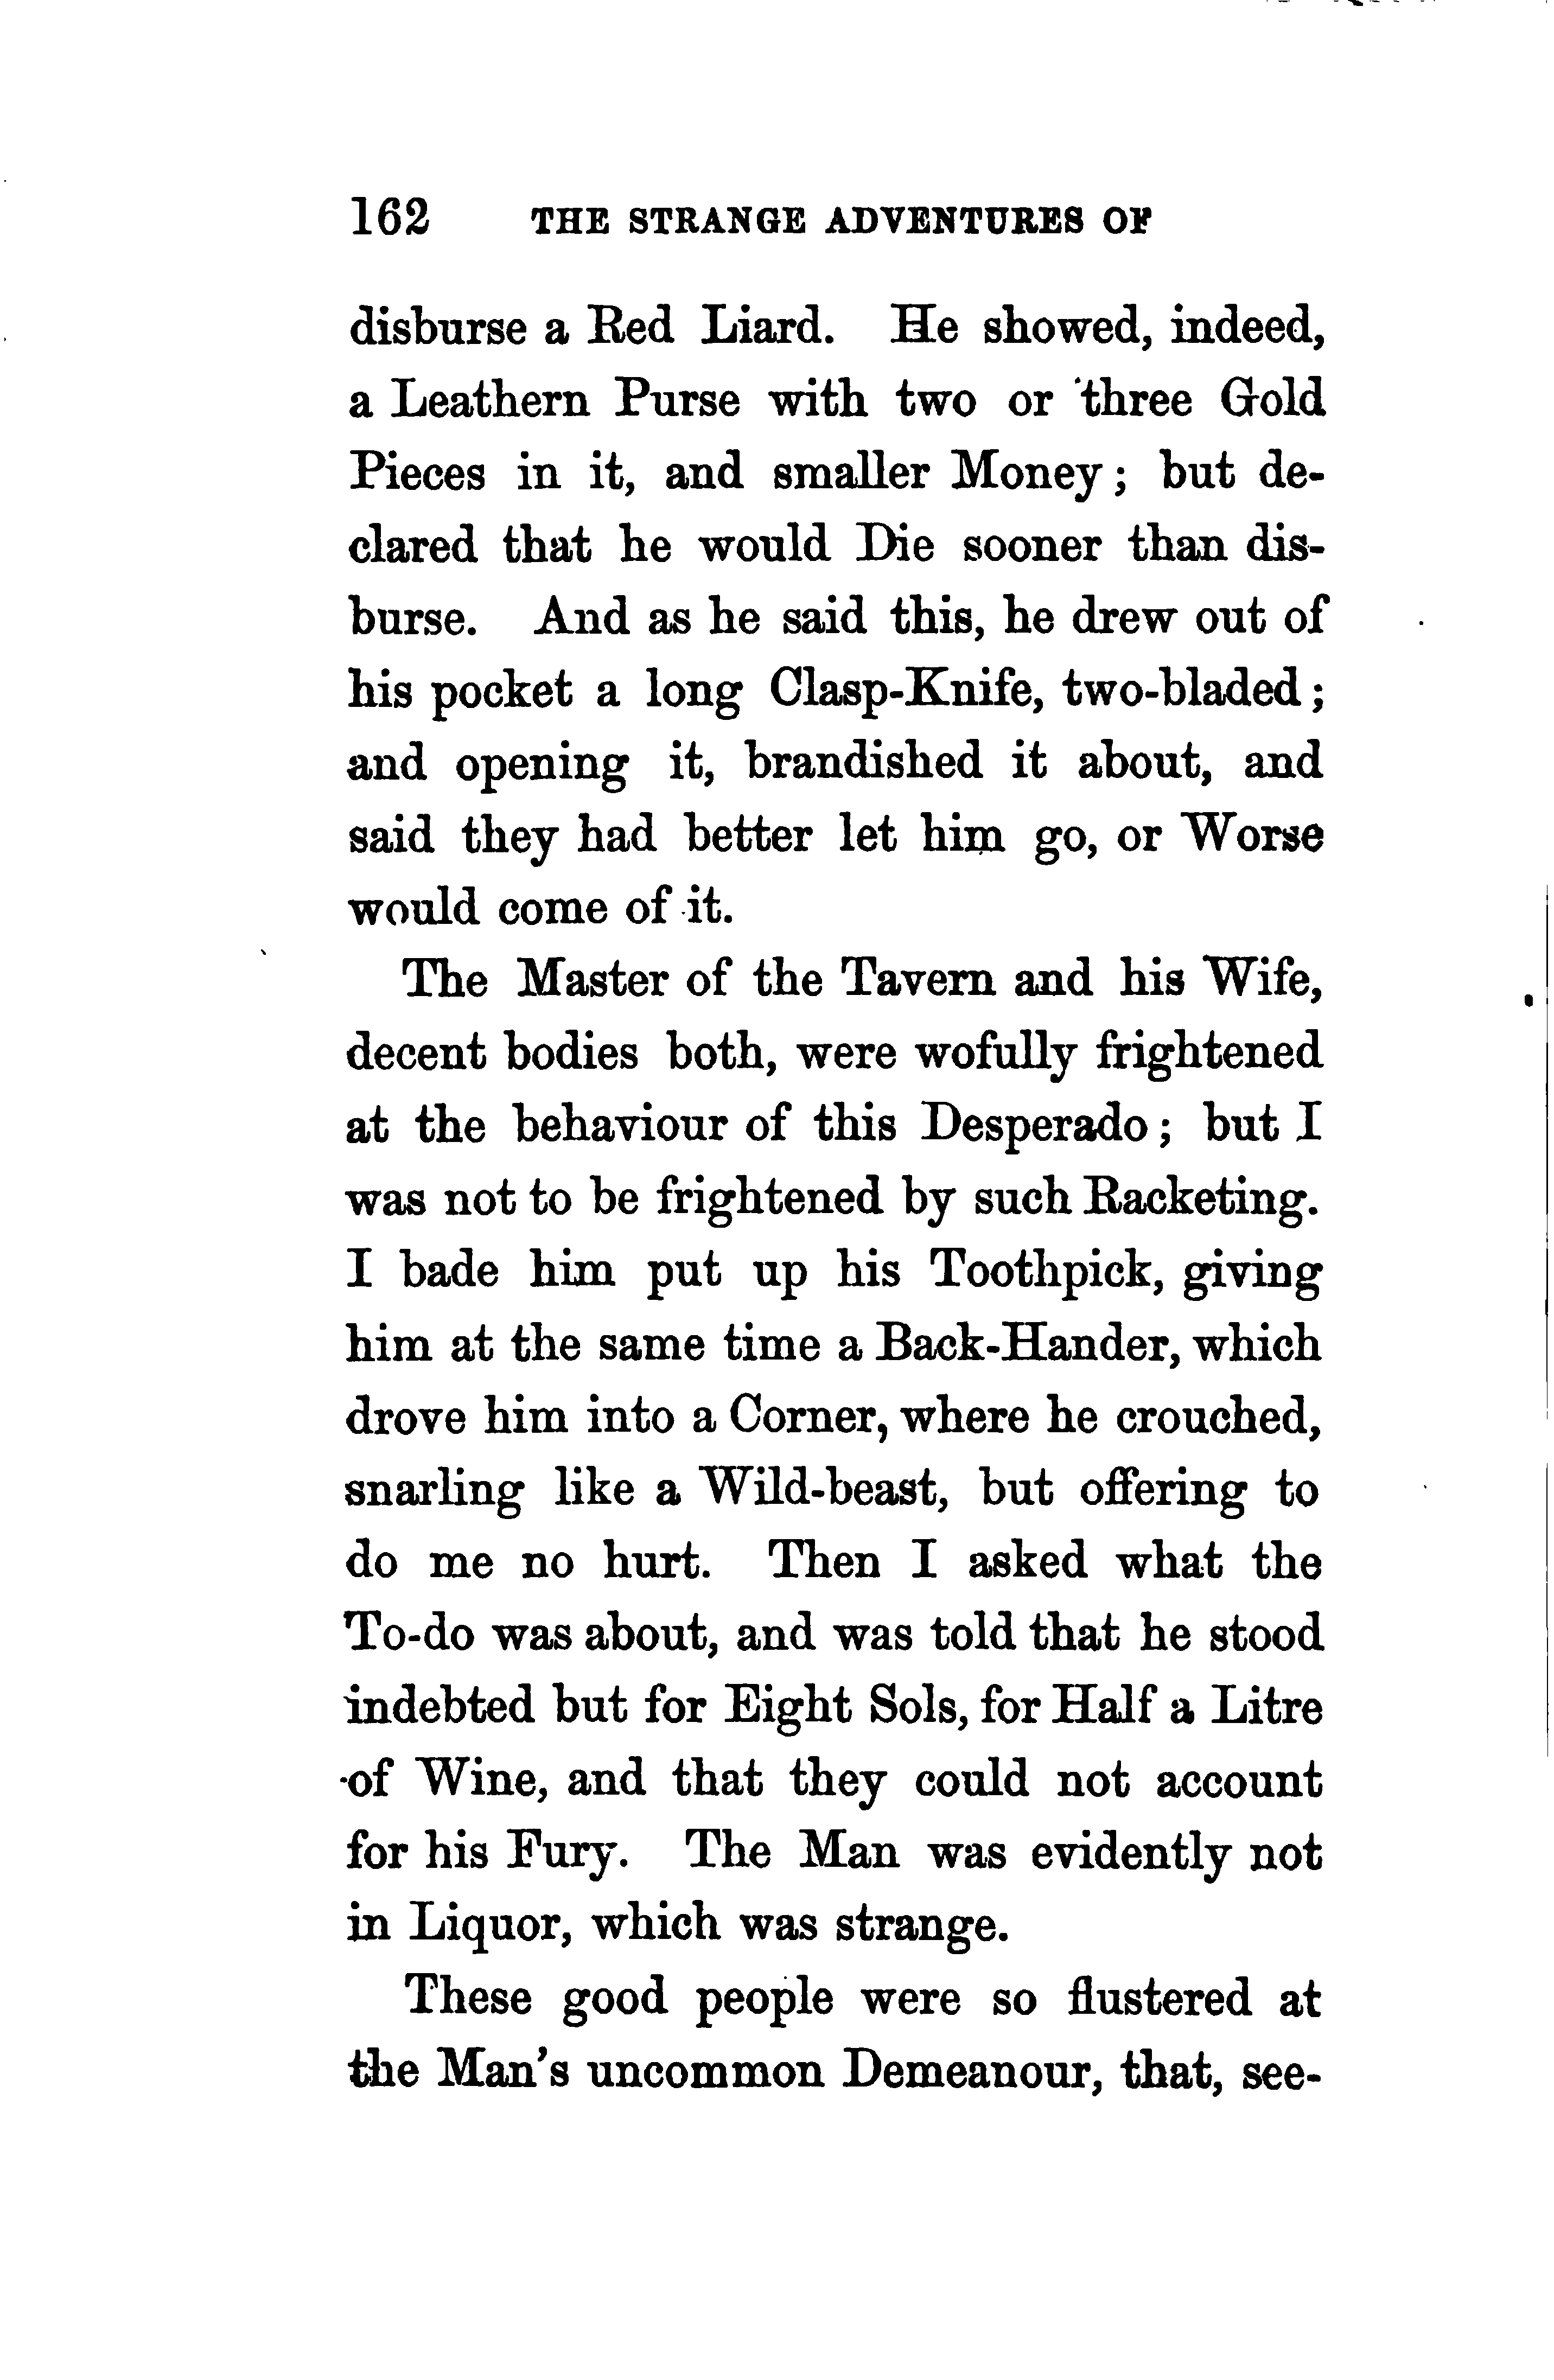 162 THE STRANGE ADVENTURES OF
disburse a Red Liard. He showed, indeed,
a Leathern Purse with two or three Gold
Pieces in it, and smaller Money; but de-
clared that he would Die sooner than dis-
burse. And as he said this, he drew out of
his pocket a long Clasp-Knife, two-bladed;
and opening it, brandished it about, and
said they had better let him go, or Worse
would come of it.
The Master of the Tavern and his Wife,
decent bodies both, were wofully frightened
at the behaviour of this Desperado; but I
was not to be frightened by such Racketing.
I bade him put up his Toothpick, giving
him at the same time a Back-Hander, which
drove him into a Corner, where he crouched,
snarling like a Wild-beast, but offering to
do me no hurt. Then I asked what the
To-do was about, and was told that he stood
indebted but for Eight Sols, for Half a Litre
of Wine, and that they could not account
for his Fury. The Man was evidently not
in Liquor, which was strange.
These good people were so flustered at
the Man's uncommon Demeanour, that, see-